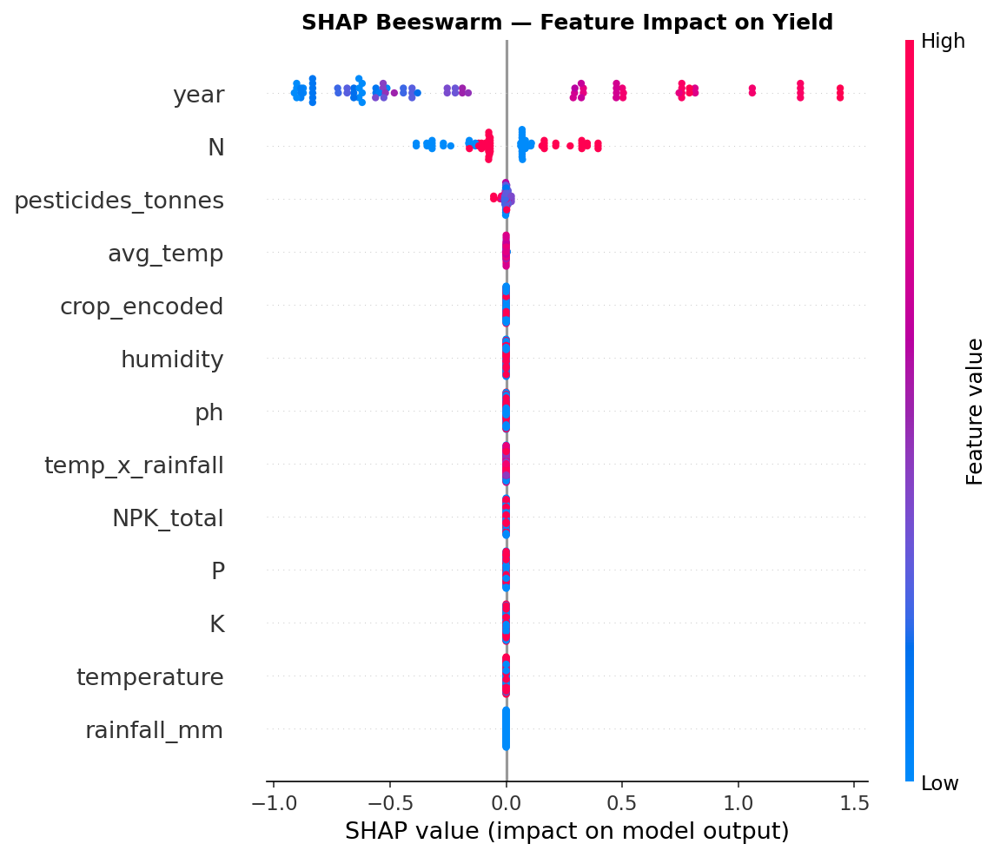 SHAP Beeswarm — Feature Impact on Yield
High
year
N
pesticides_tonnes
avg_temp
crop_encoded
humidity
ph
temp_x_rainfall
NPK_total
P
K
temperature
rainfall_mm
Feature value
Low
−1.0 −0.5 0.0 0.5 1.0 1.5
SHAP value (impact on model output)